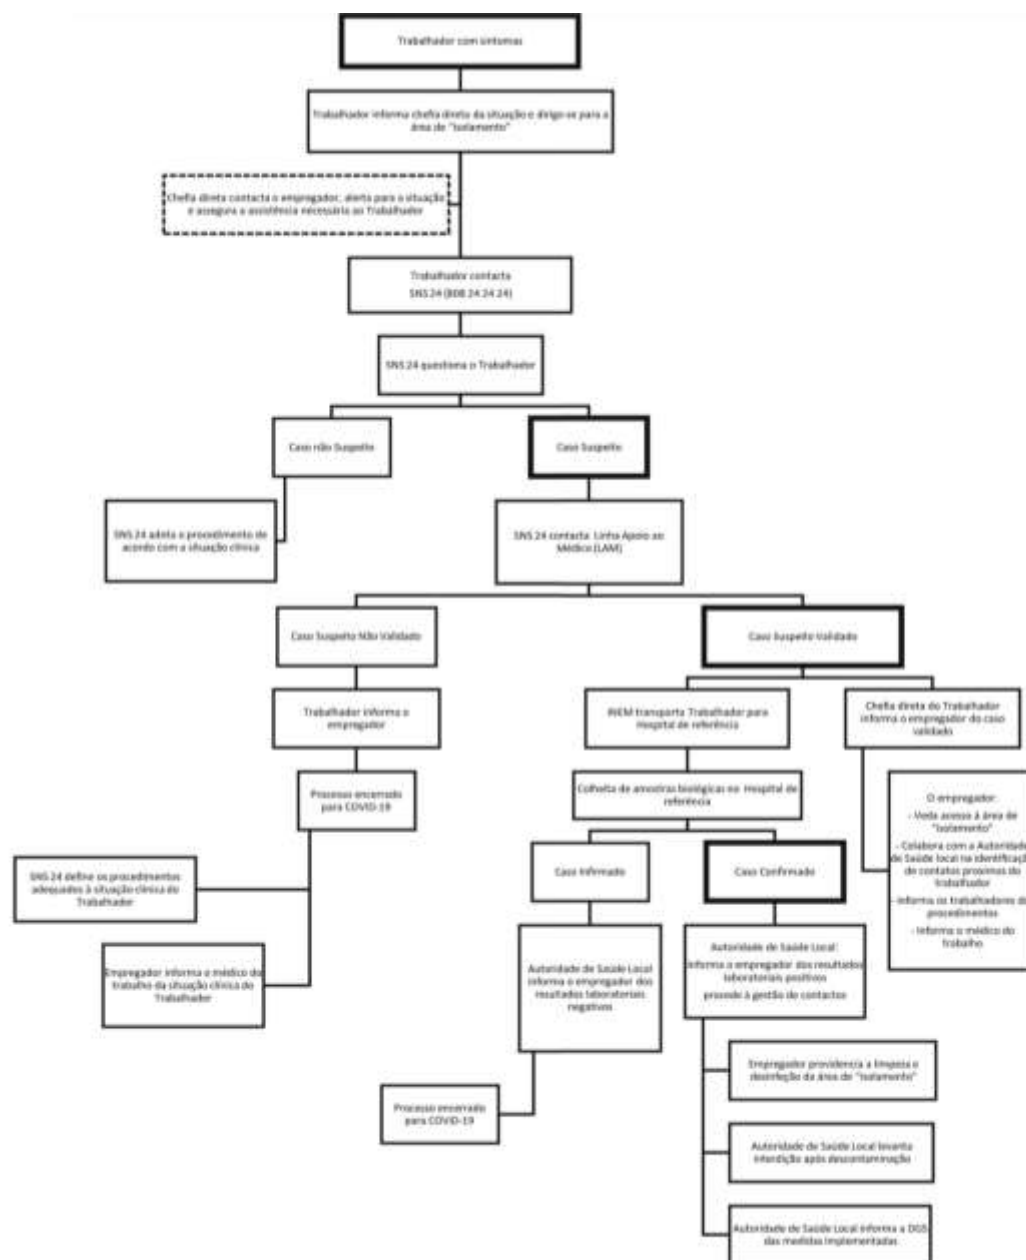 Trabalhador com sintomas
Trabalhador informa chefia direta da situação e dirige-se para a
área de "isolamento"
Chefia direta contacta o empregador, alerta para a situação
e assegura a assistência necessária ao Trabalhador
Trabalhador contacta
SNS 24 (808 24 24 24)
SNS 24 questiona o Trabalhador
Caso não Suspeito
Caso Suspeito
SNS 24 adota o procedimento de
acordo com a situação clínica
SNS 24 contacta Linha Apoio ao
Médico (LAM)
Caso Suspeito Não Validado
Caso Suspeito Validado
Trabalhador informa o
empregador
INEM transporta Trabalhador para
Hospital de referência
Chefia direta do Trabalhador
informa o empregador do caso
validado
Processo encerrado
para COVID-19
Colheita de amostras biológicas no Hospital de
referência
O empregador:
- Veda acesso à área de
"isolamento"
- Colabora com a Autoridade
de Saúde local na identificação
de contatos proximos do
trabalhador
- Informa os trabalhadores dos
procedimentos
- Informa o médico do
trabalho
SNS 24 define os procedimentos
adequados à situação clínica do
Trabalhador
Caso Infirmado
Caso Confirmado
Empregador informa o médico do
trabalho da situação clínica do
Trabalhador
Autoridade de Saúde Local
informa o empregador dos
resultados laboratoriais
negativos
Autoridade de Saúde Local:
informa o empregador dos resultados
laboratoriais positivos
procede à gestão de contactos
Processo encerrado
para COVID-19
Empregador providencia a limpeza e
desinfeção da área de "isolamento"
Autoridade de Saúde Local levanta
interdição após descontaminação
Autoridade de Saúde Local informa a DGS
das medidas implementadas